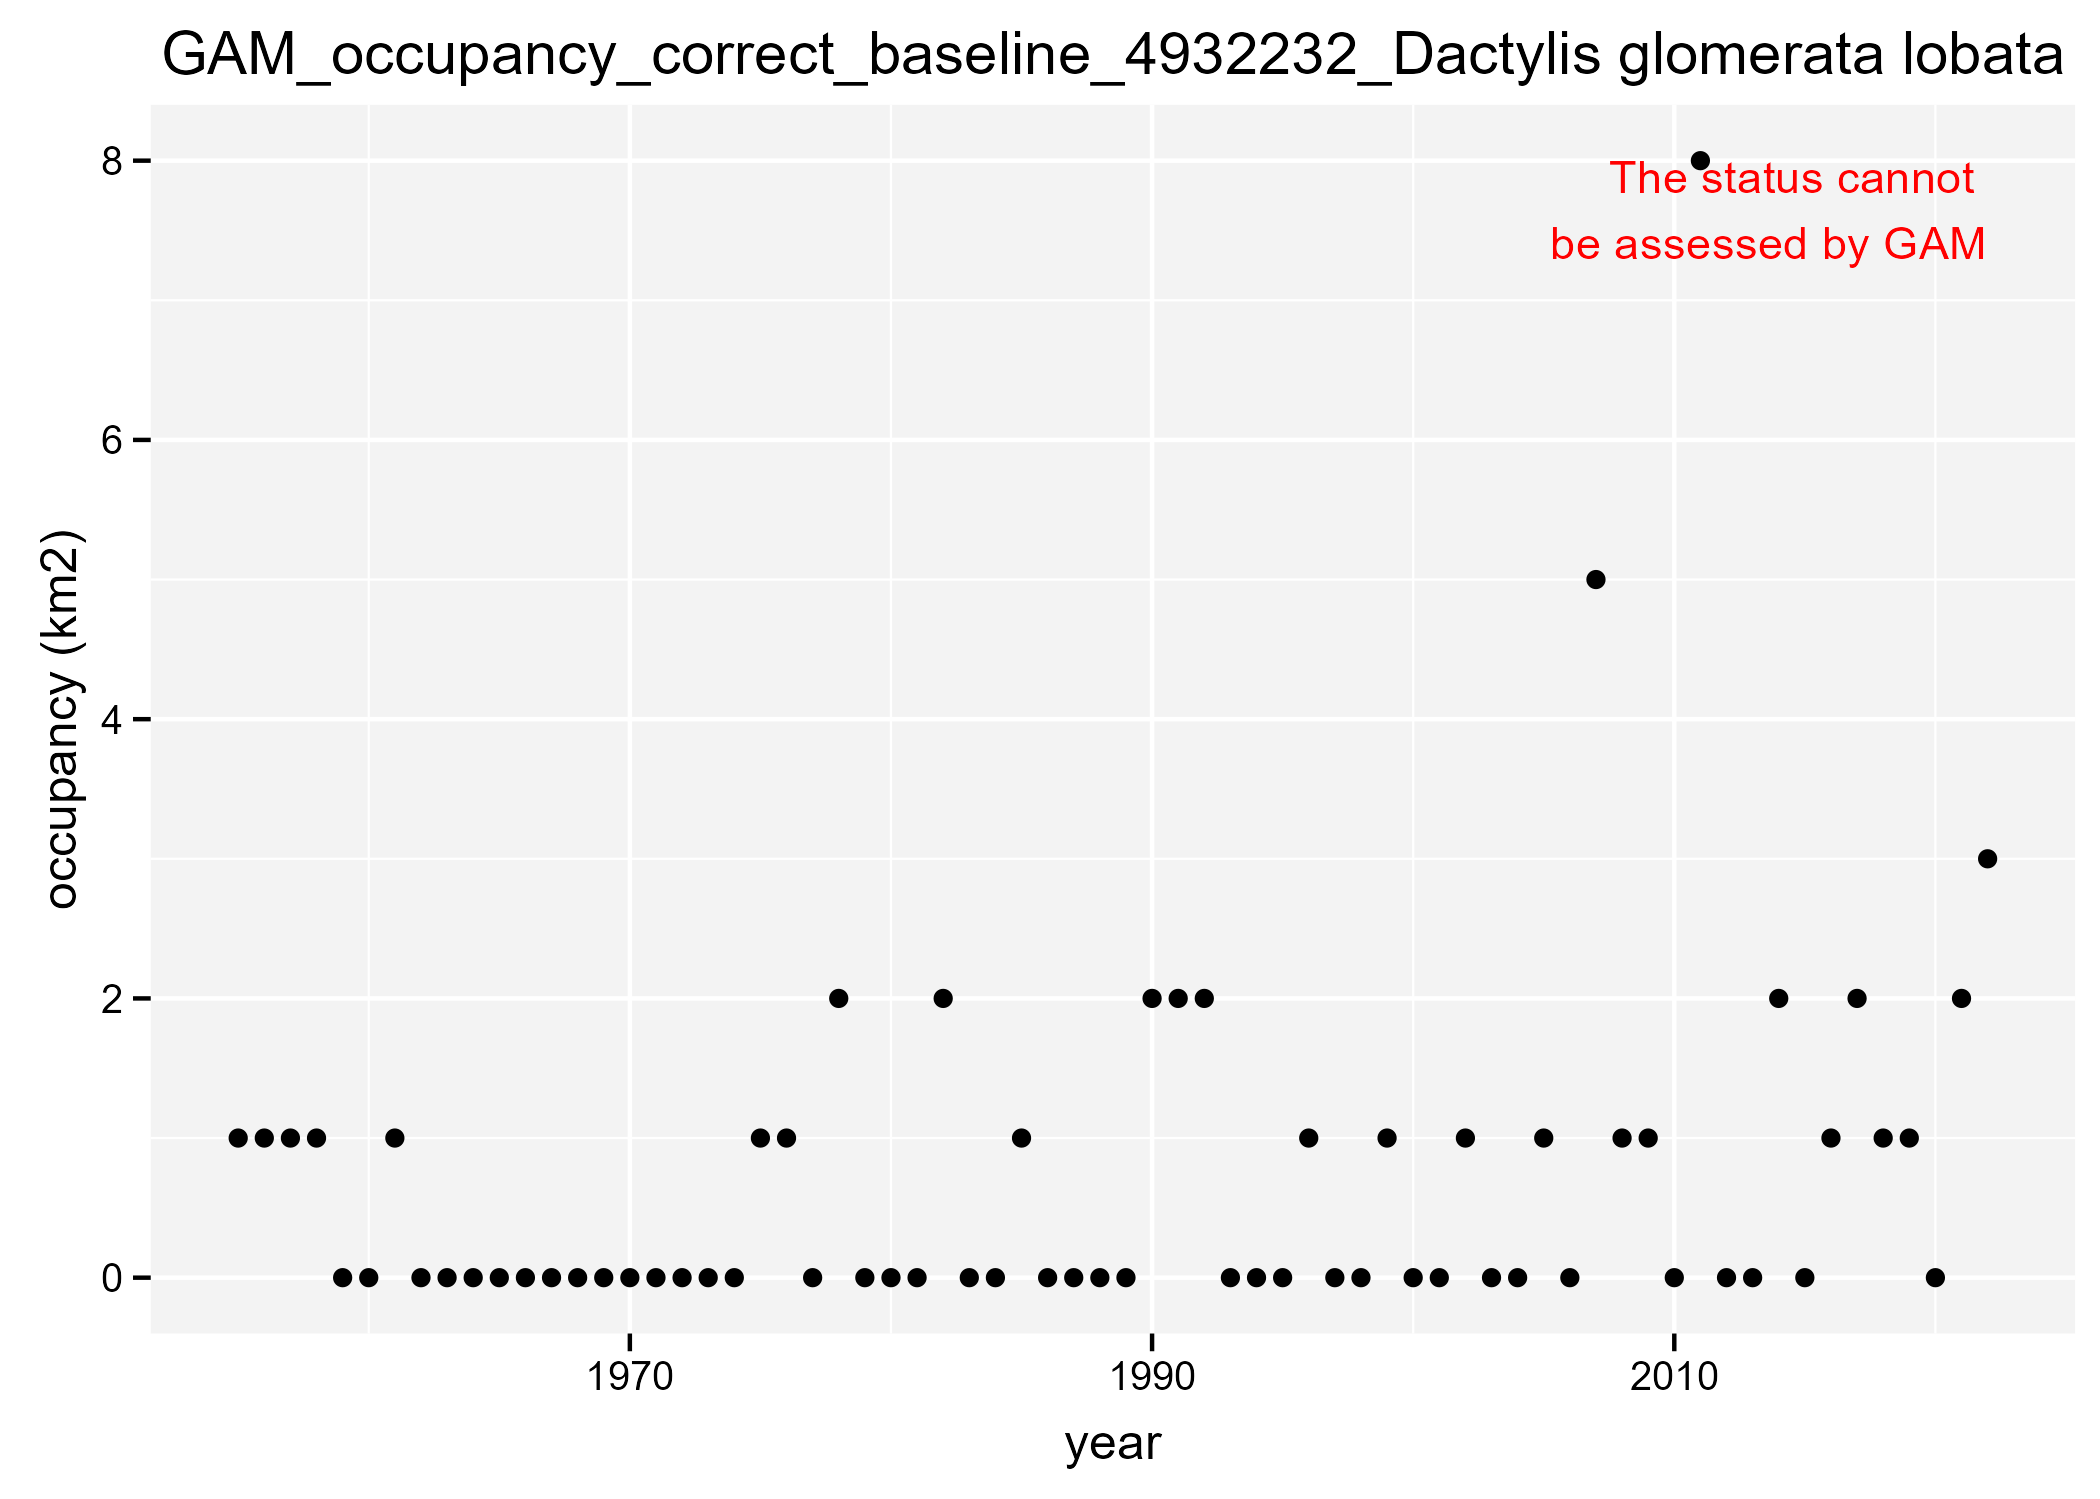 GAM_occupancy_correct_baseline_4932232_Dactylis glomerata lobata
8
The status cannot
be assessed by GAM
6
occupancy (km2)
4
2
0
1970 1990 2010
year